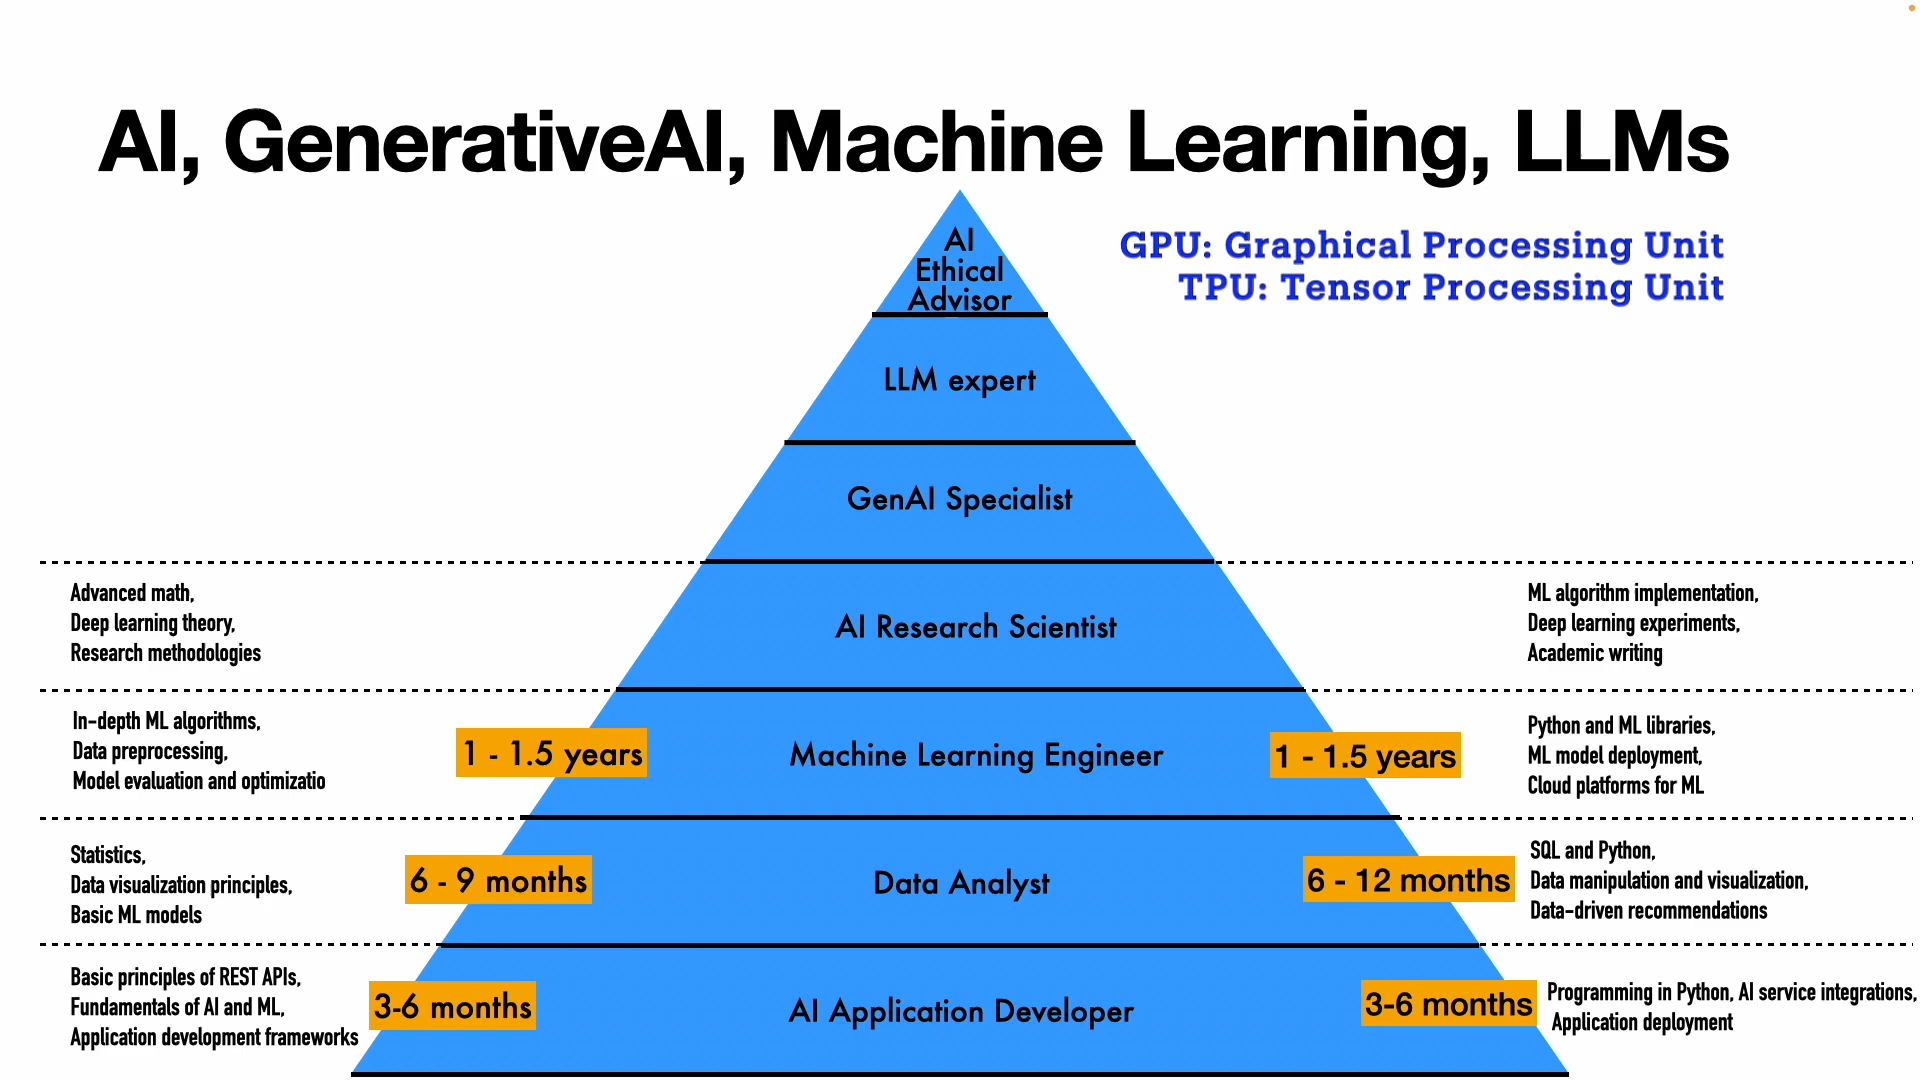 AI, GenerativeAI, Machine Learning, LLMs
GPU: Graphical Processing Unit
TPU: Tensor Processing Unit
AI
Ethical
Advisor
LLM expert
GenAI Specialist
Advanced math,
Deep learning theory,
Research methodologies
AI Research Scientist
ML algorithm implementation,
Deep learning experiments,
Academic writing
In-depth ML algorithms,
Data preprocessing,
Model evaluation and optimizatio
1 - 1.5 years
Machine Learning Engineer
1 - 1.5 years
Python and ML libraries,
ML model deployment,
Cloud platforms for ML
Statistics,
Data visualization principles,
Basic ML models
6 - 9 months
Data Analyst
6 - 12 months
SQL and Python,
Data manipulation and visualization,
Data-driven recommendations
Basic principles of REST APIs,
Fundamentals of AI and ML,
Application development frameworks
3-6 months
AI Application Developer
3-6 months
Programming in Python, AI service integrations,
Application deployment